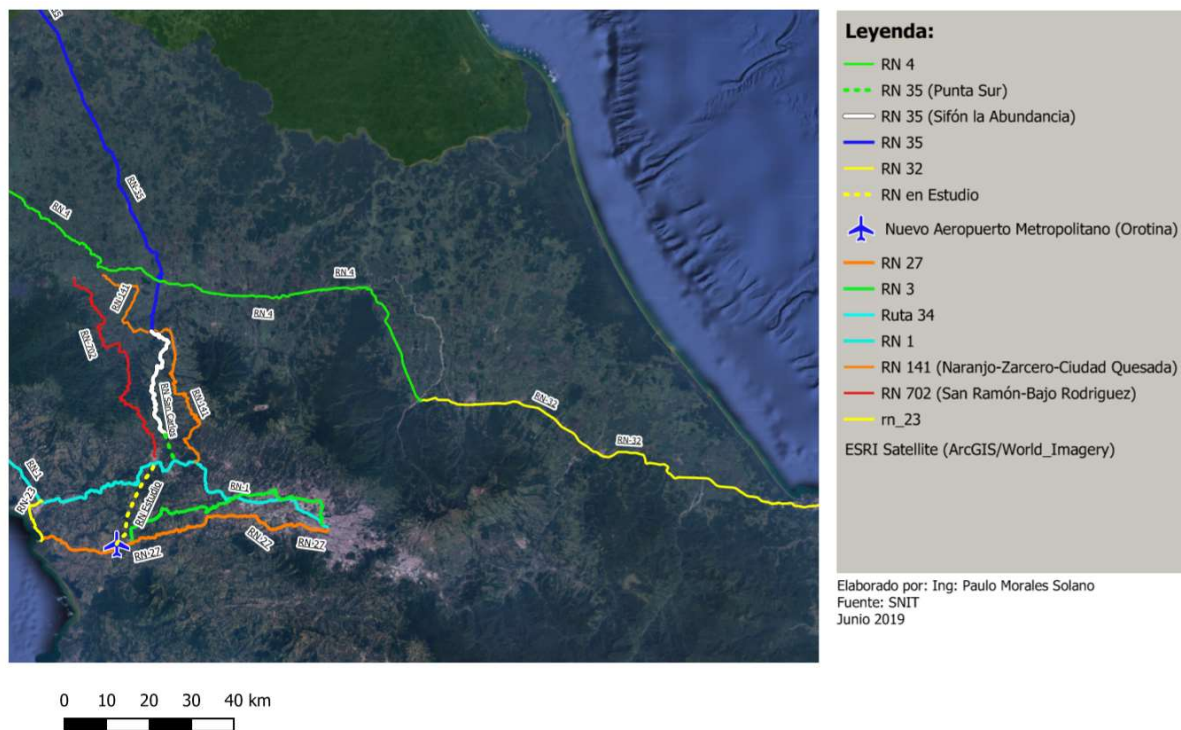 35
RN-35
RN-4
RN-4
RN-4
RN-141
RN-702
RN San Carlos
RN-141
RN-32
RN-32
RN-1
RN-23
RN Estudio
RN-1
RN-27
RN-27
RN-27
Leyenda:
RN 4
RN 35 (Punta Sur)
RN 35 (Sifón la Abundancia)
RN 35
RN 32
RN en Estudio
Nuevo Aeropuerto Metropolitano (Orotina)
RN 27
RN 3
Ruta 34
RN 1
RN 141 (Naranjo-Zarcero-Ciudad Quesada)
RN 702 (San Ramón-Bajo Rodriguez)
rn_23
ESRI Satellite (ArcGIS/World_Imagery)
Elaborado por: Ing: Paulo Morales Solano
Fuente: SNIT
Junio 2019
0 10 20 30 40 km